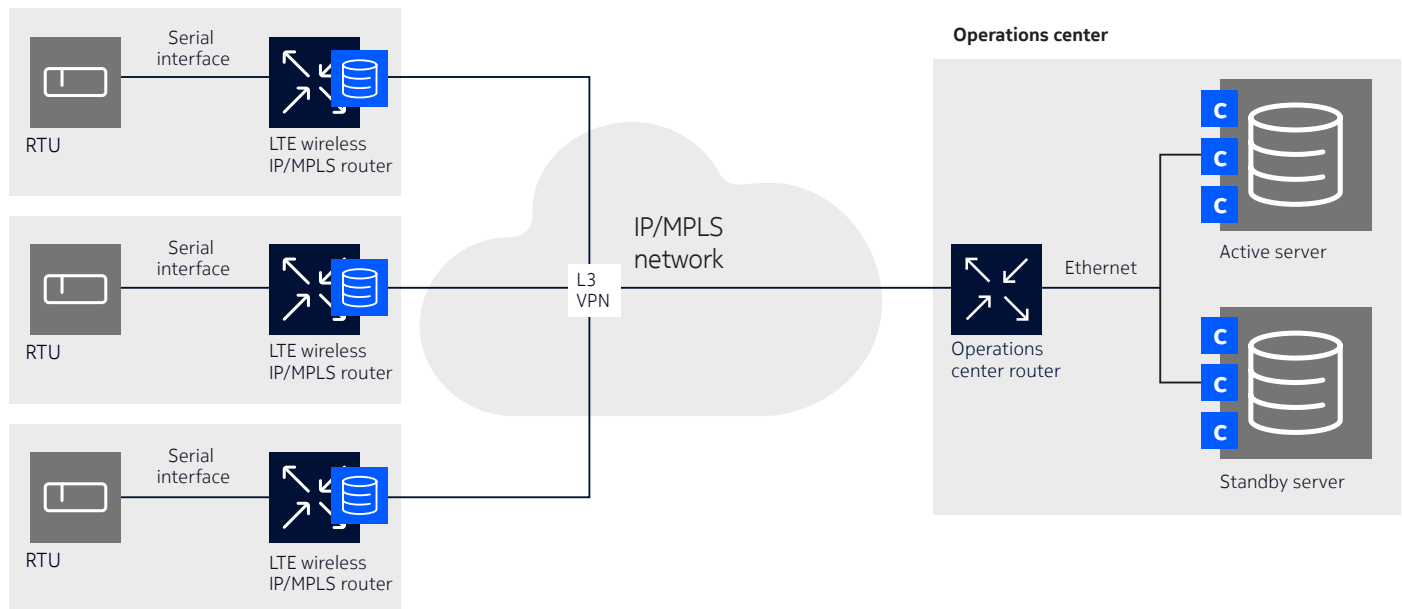 Serial
interface
RTU
LTE wireless
IP/MPLS router
Serial
interface
RTU
LTE wireless
IP/MPLS router
Serial
interface
RTU
LTE wireless
IP/MPLS router
IP/MPLS
network
L3
VPN
Operations center
Operations
center router
Ethernet
C
C
C
Active server
C
C
C
Standby server